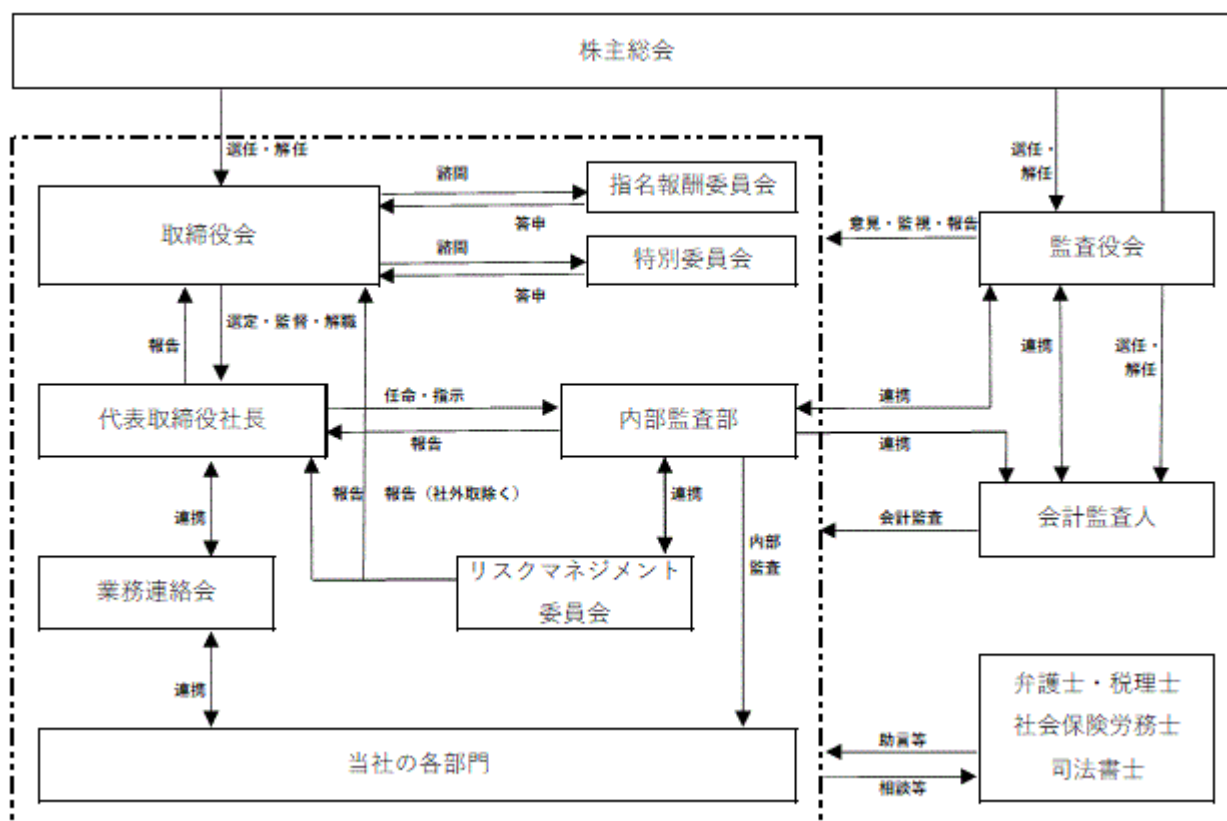 株主総会
選任・解任
選任・
解任
諮問
指名報酬委員会
答申
取締役会
意見・監視・報告
監査役会
諮問
特別委員会
答申
選定・監督・解職
報告
連携
選任・
解任
代表取締役社長
任命・指示
内部監査部
連携
報告
連携
報告
報告（社外取除く）
連携
会計監査
会計監査人
連携
内部
監査
業務連絡会
リスクマネジメント
委員会
連携
弁護士・税理士
社会保険労務士
司法書士
当社の各部門
助言等
相談等